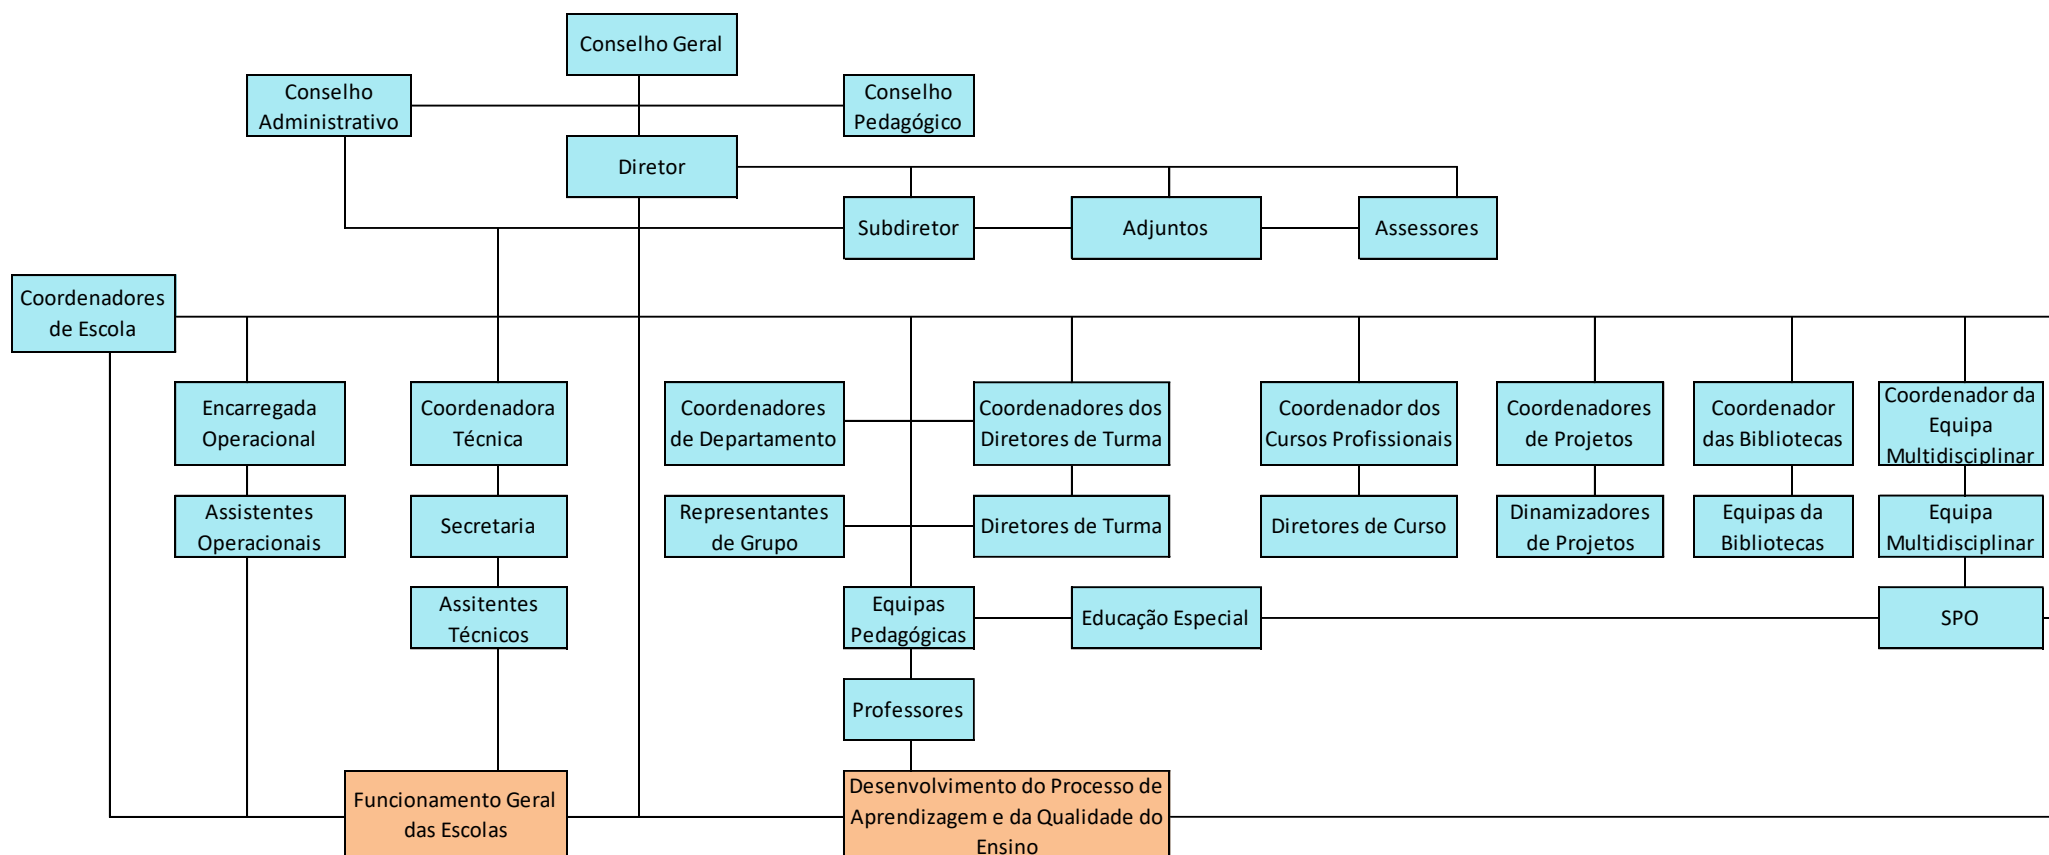 Conselho Geral
Conselho
Administrativo
Conselho
Pedagógico
Diretor
Subdiretor
Adjuntos
Assessores
Coordenadores
de Escola
Encarregada
Operacional
Coordenadora
Técnica
Coordenadores
de Departamento
Coordenadores dos
Diretores de Turma
Coordenador dos
Cursos Profissionais
Coordenadores
de Projetos
Coordenador
das Bibliotecas
Coordenador da
Equipa
Multidisciplinar
Assistentes
Operacionais
Secretaria
Representantes
de Grupo
Diretores de Turma
Diretores de Curso
Dinamizadores
de Projetos
Equipas da
Bibliotecas
Equipa
Multidisciplinar
Assitentes
Técnicos
Equipas
Pedagógicas
Educação Especial
SPO
Professores
Funcionamento Geral
das Escolas
Desenvolvimento do Processo de
Aprendizagem e da Qualidade do
Ensino